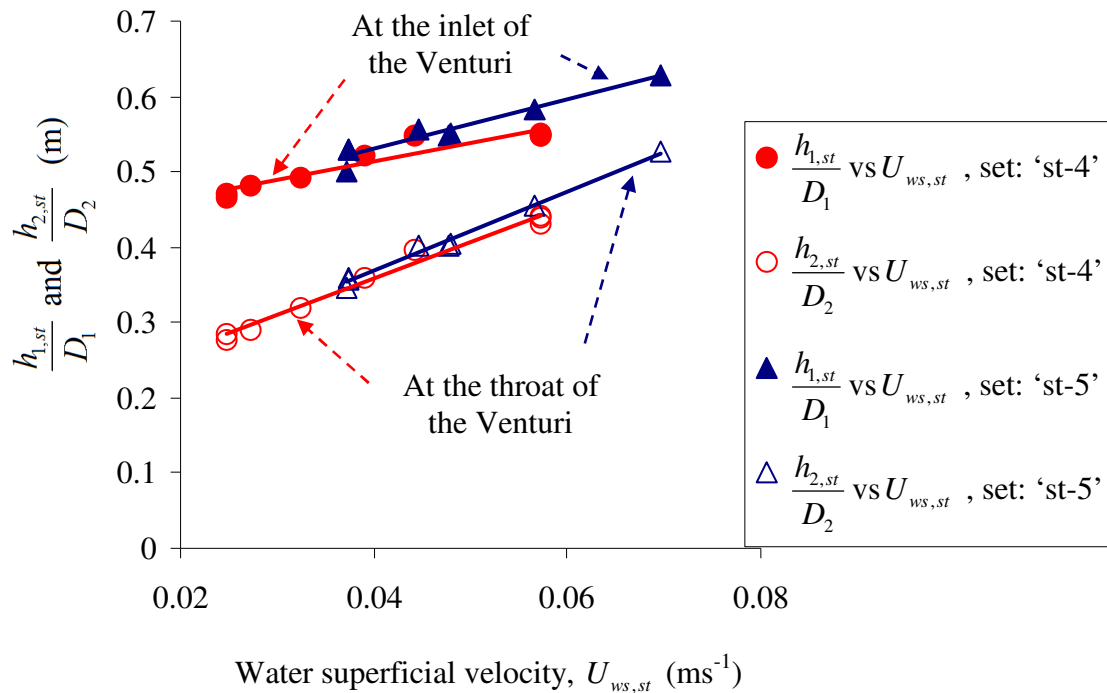 h1,st/D1 and h2,st/D2 (m)
0.7
0.6
0.5
0.4
0.3
0.2
0.1
0
0.02 0.04 0.06 0.08
Water superficial velocity, Uws,st (ms-1)
At the inlet of
the Venturi
At the throat of
the Venturi
h1,st/D1 vs Uws,st , set: ‘st-4’
h2,st/D2 vs Uws,st , set: ‘st-4’
h1,st/D1 vs Uws,st , set: ‘st-5’
h2,st/D2 vs Uws,st , set: ‘st-5’